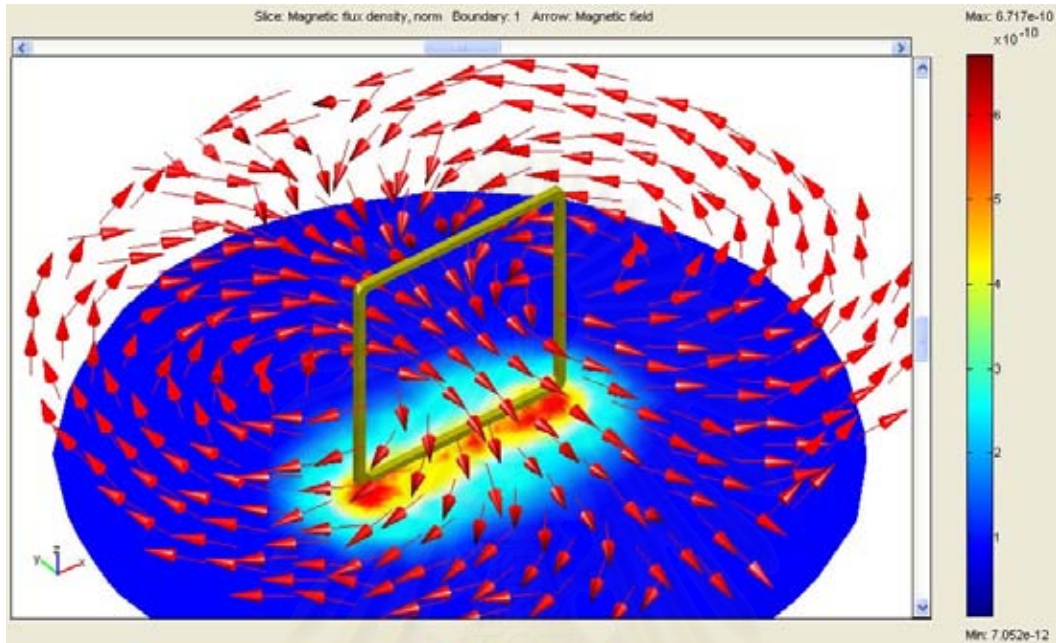 Slice: Magnetic flux density, norm Boundary: 1 Arrow: Magnetic field
Max: 6.717e-10
x10^-10
6
5
4
3
2
1
Min: 7.052e-12
y z x